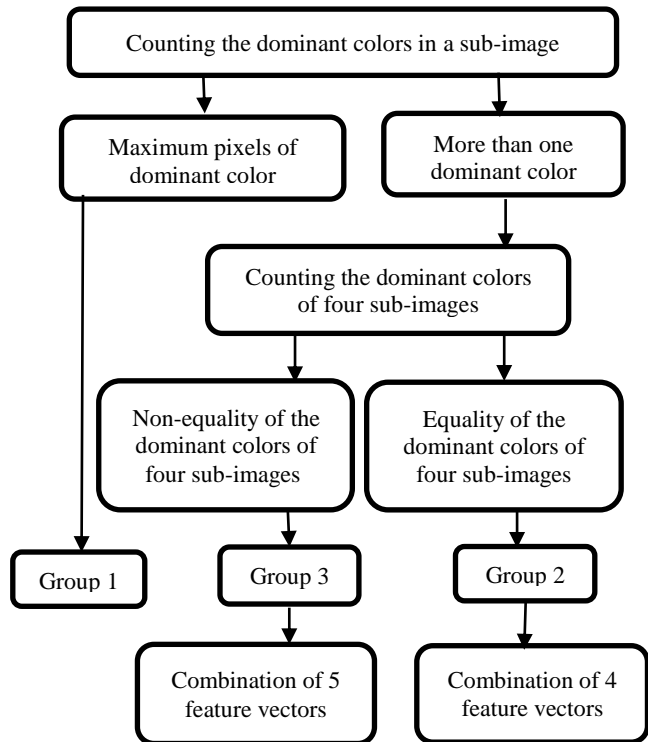 Counting the dominant colors in a sub-image
Maximum pixels of
dominant color
More than one
dominant color
Counting the dominant colors
of four sub-images
Non-equality of the
dominant colors of
four sub-images
Equality of the
dominant colors of
four sub-images
Group 1
Group 3
Group 2
Combination of 5
feature vectors
Combination of 4
feature vectors